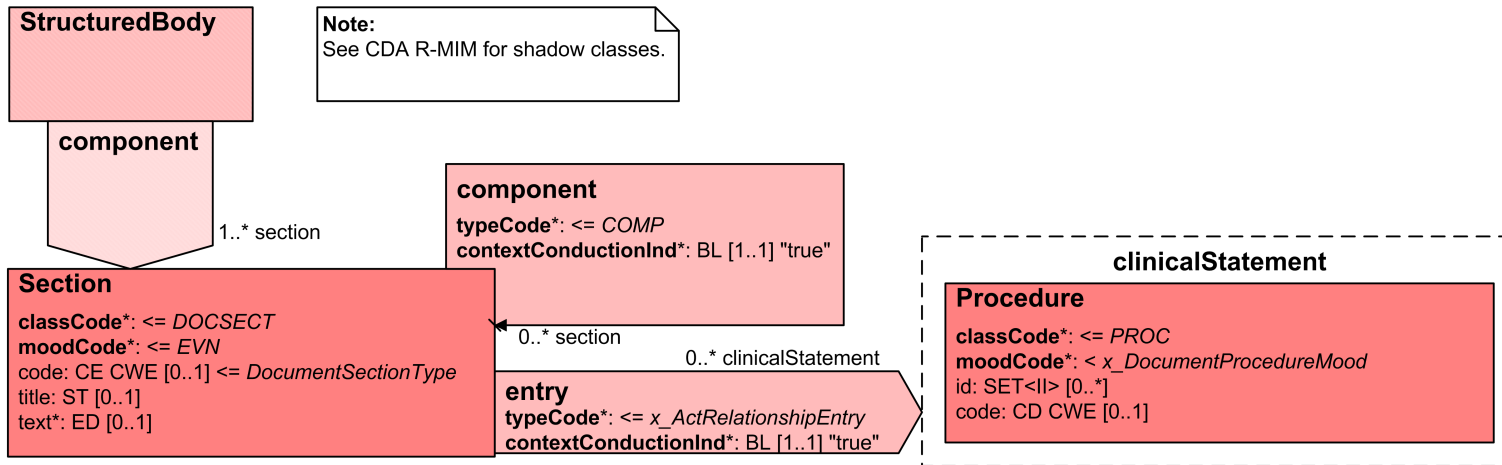 StructuredBody
Note:
See CDA R-MIM for shadow classes.
component
1..* section
component
typeCode*: <= COMP
contextConductionInd*: BL [1..1] "true"
0..* section
Section
classCode*: <= DOCSECT
moodCode*: <= EVN
code: CE CWE [0..1] <= DocumentSectionType
title: ST [0..1]
text*: ED [0..1]
0..* clinicalStatement
entry
typeCode*: <= x_ActRelationshipEntry
contextConductionInd*: BL [1..1] "true"
clinicalStatement
Procedure
classCode*: <= PROC
moodCode*: < x_DocumentProcedureMood
id: SET<II> [0..*]
code: CD CWE [0..1]